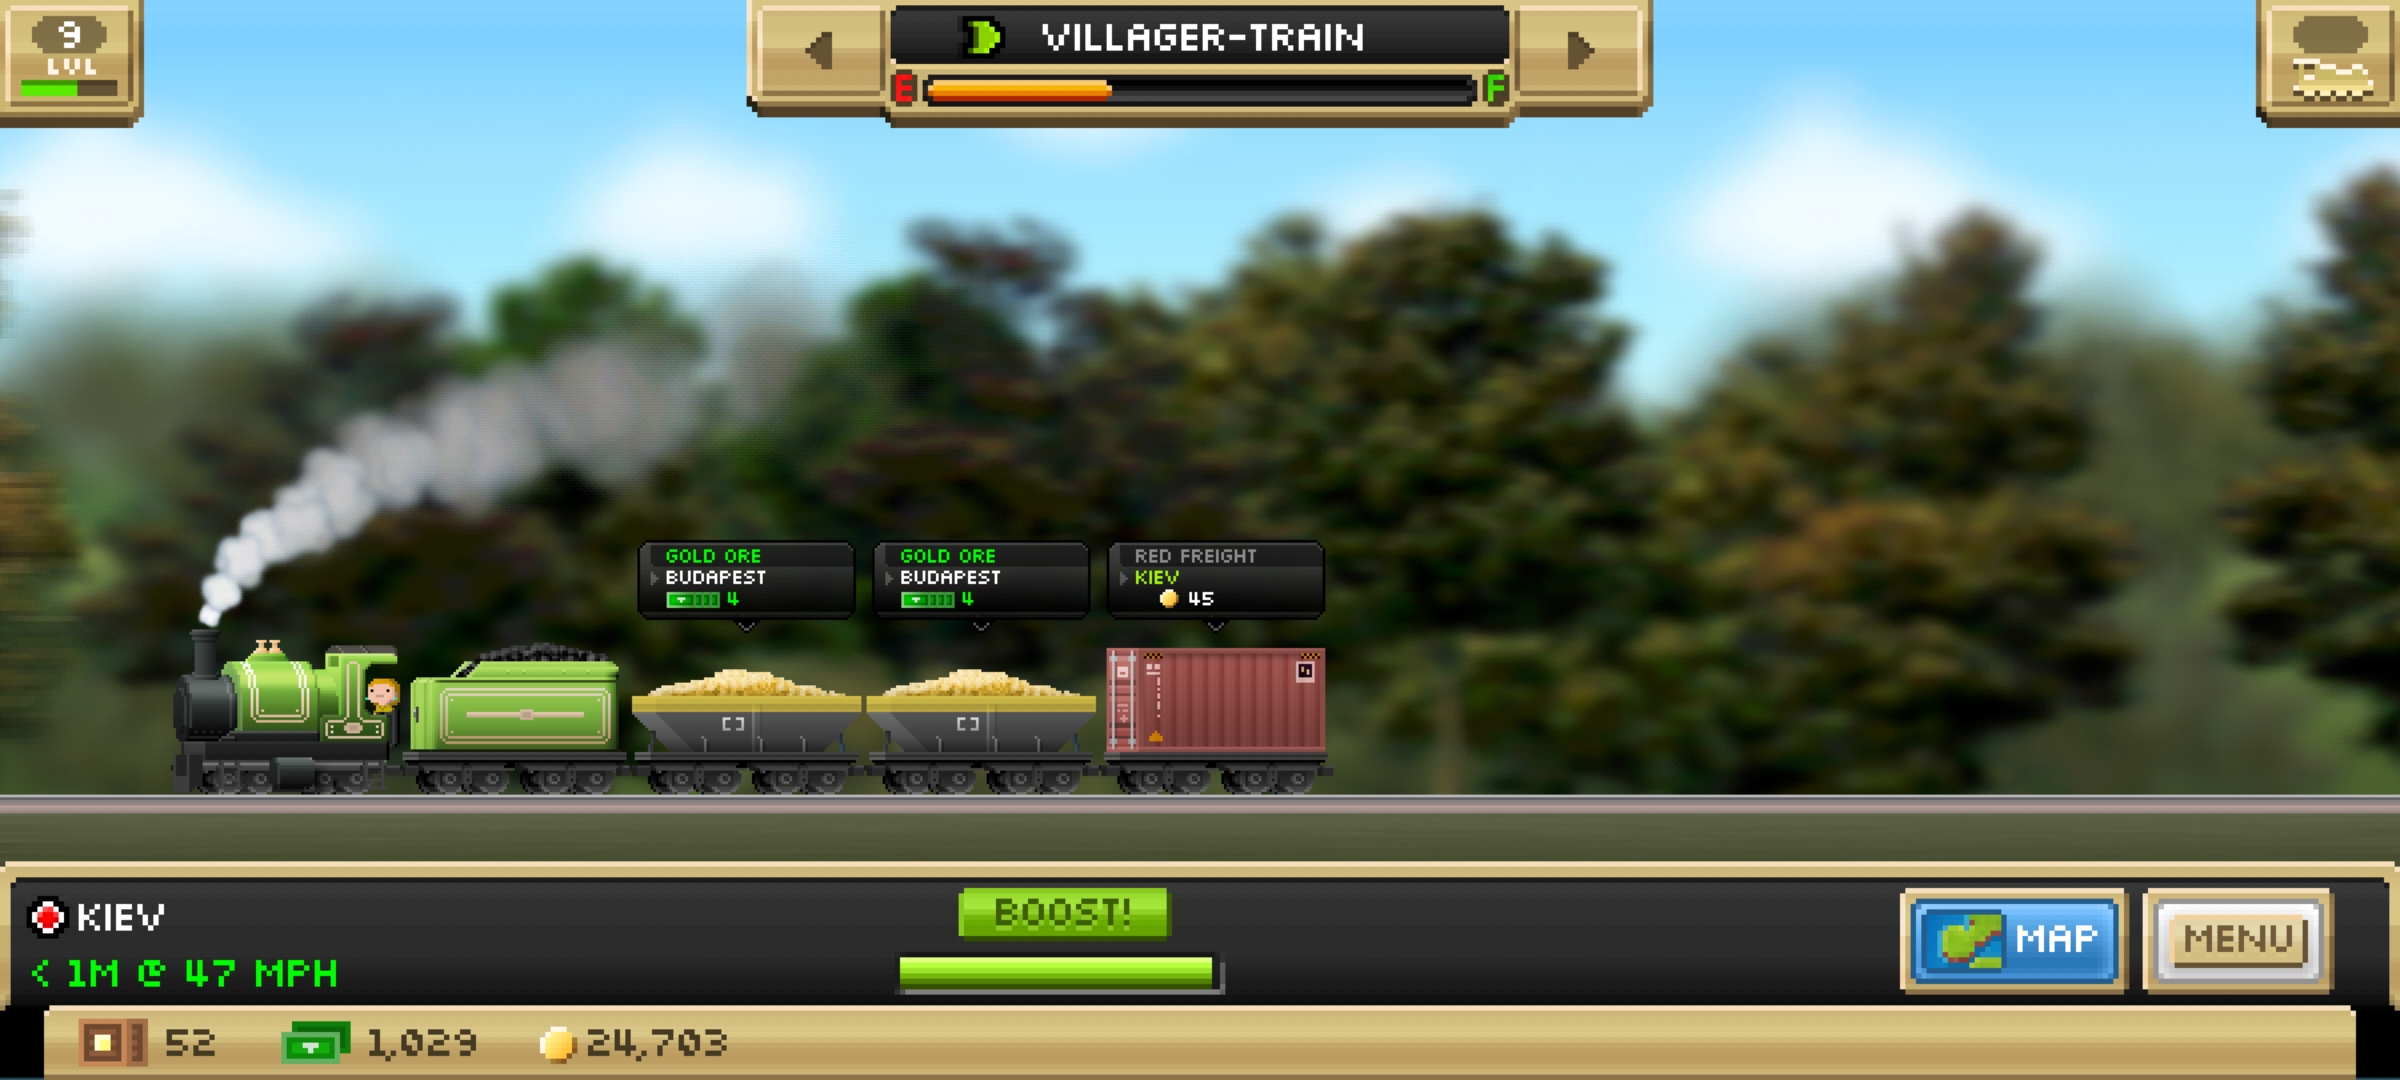 9
LVL
VILLAGER-TRAIN
E
F
GOLD ORE
BUDAPEST
4
GOLD ORE
BUDAPEST
4
RED FREIGHT
KIEV
45
KIEV
< 1M @ 47 MPH
BOOST!
MAP
MENU
52
1,029
24,703